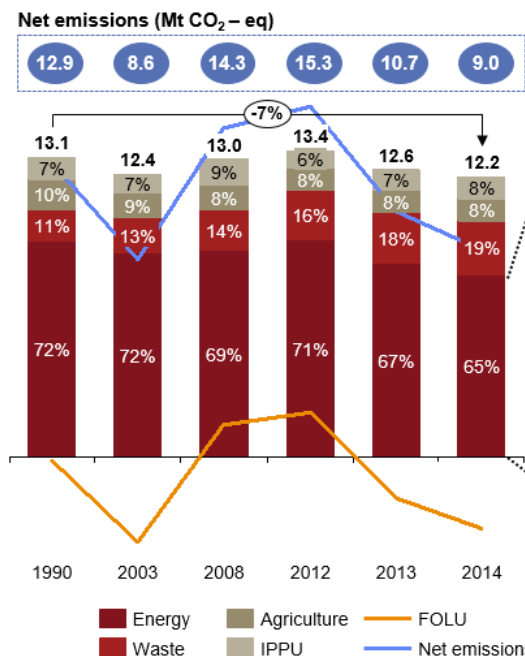 Net emissions (Mt CO₂ – eq)
12.9 8.6 14.3 15.3 10.7 9.0
-7%
13.1 12.4 13.0 13.4 12.6 12.2
7% 7% 9% 6% 7% 8%
10% 9% 8% 8% 8% 8%
11% 13% 14% 16% 18% 19%
72% 72% 69% 71% 67% 65%
1990 2003 2008 2012 2013 2014
Energy Agriculture FOLU
Waste IPPU Net emission